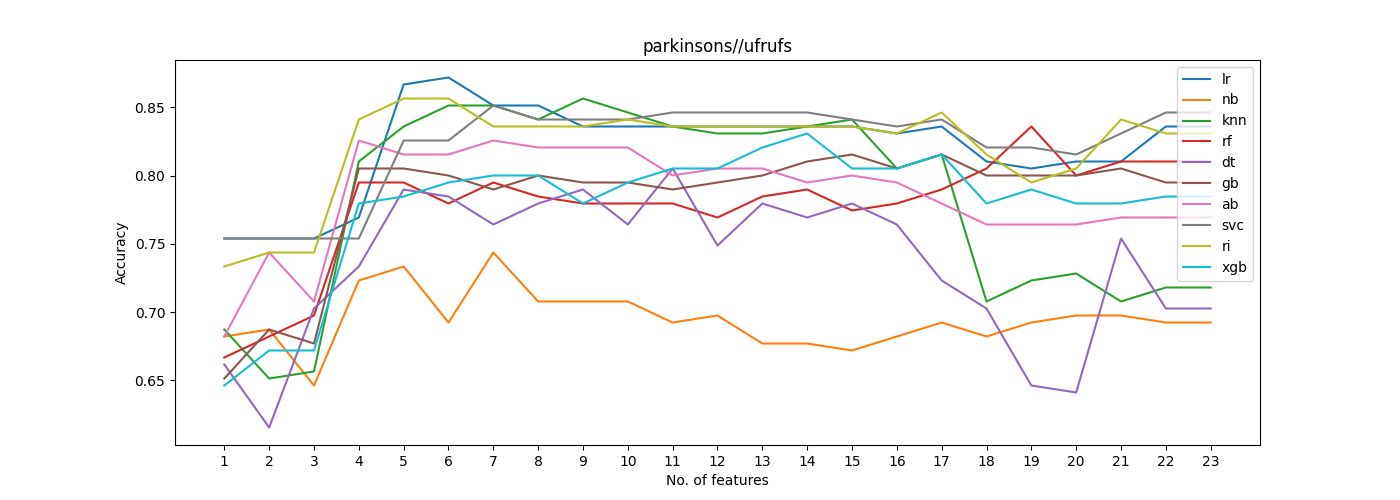 parkinsons//ufrufs
Accuracy
0.85
0.80
0.75
0.70
0.65
1 2 3 4 5 6 7 8 9 10 11 12 13 14 15 16 17 18 19 20 21 22 23
No. of features
lr
nb
knn
rf
dt
gb
ab
svc
ri
xgb